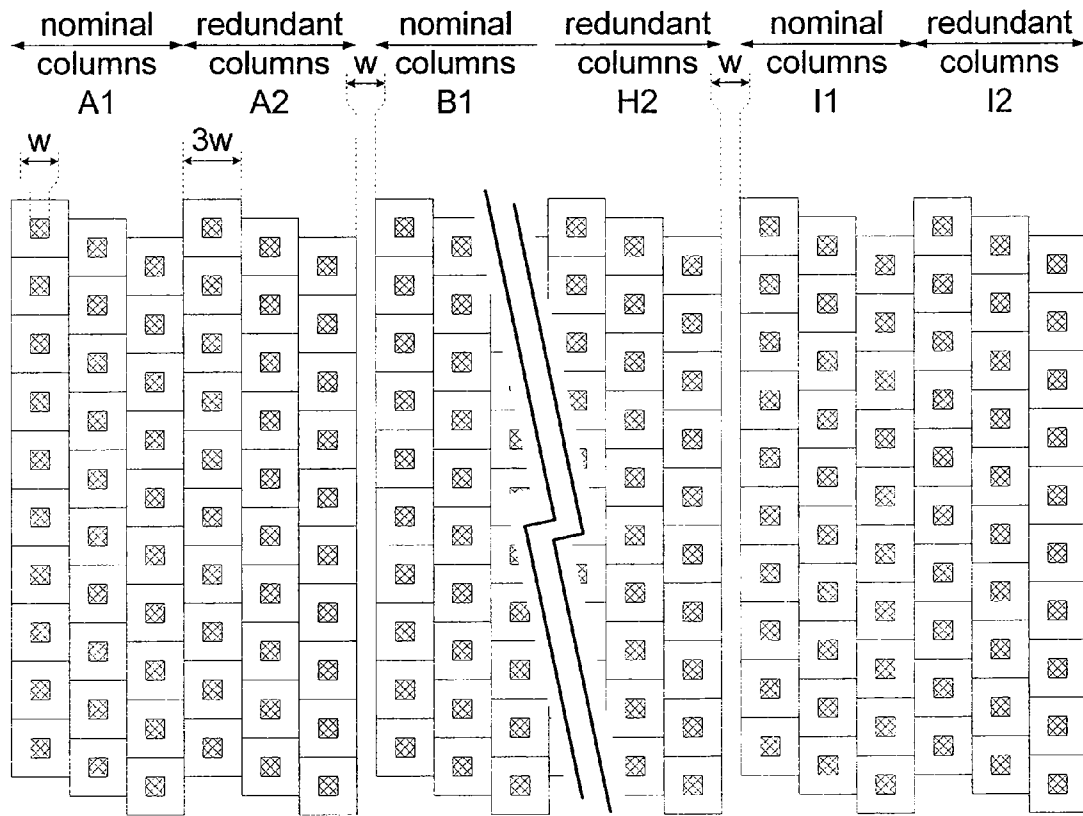 nominal redundant nominal redundant nominal redundant
columns columns w columns columns w columns columns
A1 A2 B1 H2 I1 I2
w 3w